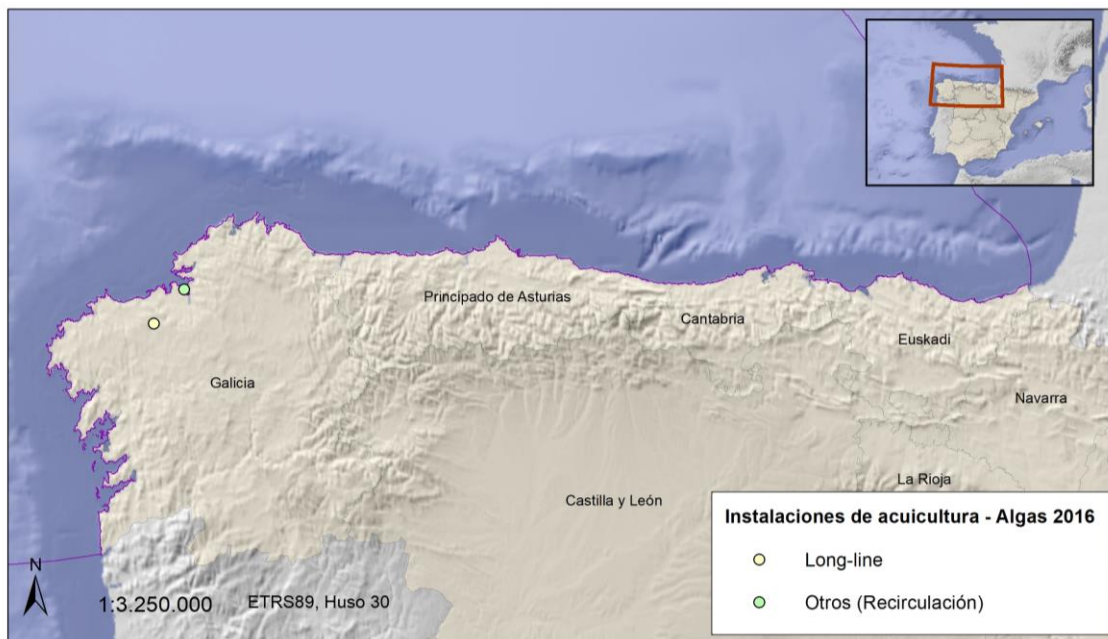 Principado de Asturias
Cantabria
Euskadi
Galicia
Navarra
La Rioja
Castilla y León
Instalaciones de acuicultura - Algas 2016
Long-line
Otros (Recirculación)
N
1:3.250.000
ETRS89, Huso 30